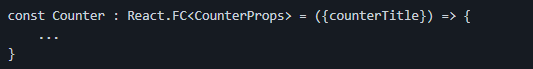 const Counter : React.FC<CounterProps> = ({counterTitle}) => {
    ...
}